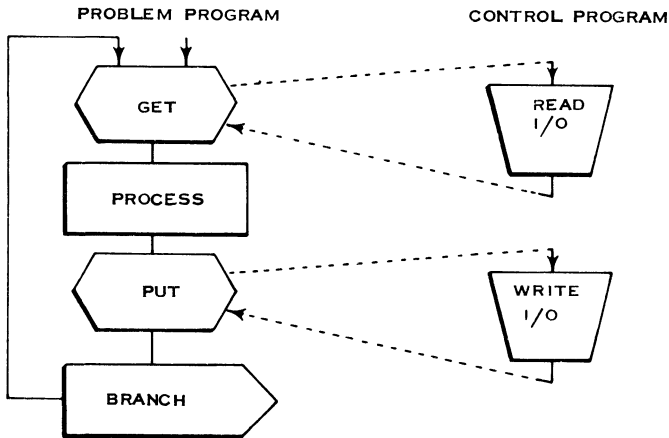 PROBLEM PROGRAM
CONTROL PROGRAM
GET
READ
I/O
PROCESS
PUT
WRITE
I/O
BRANCH